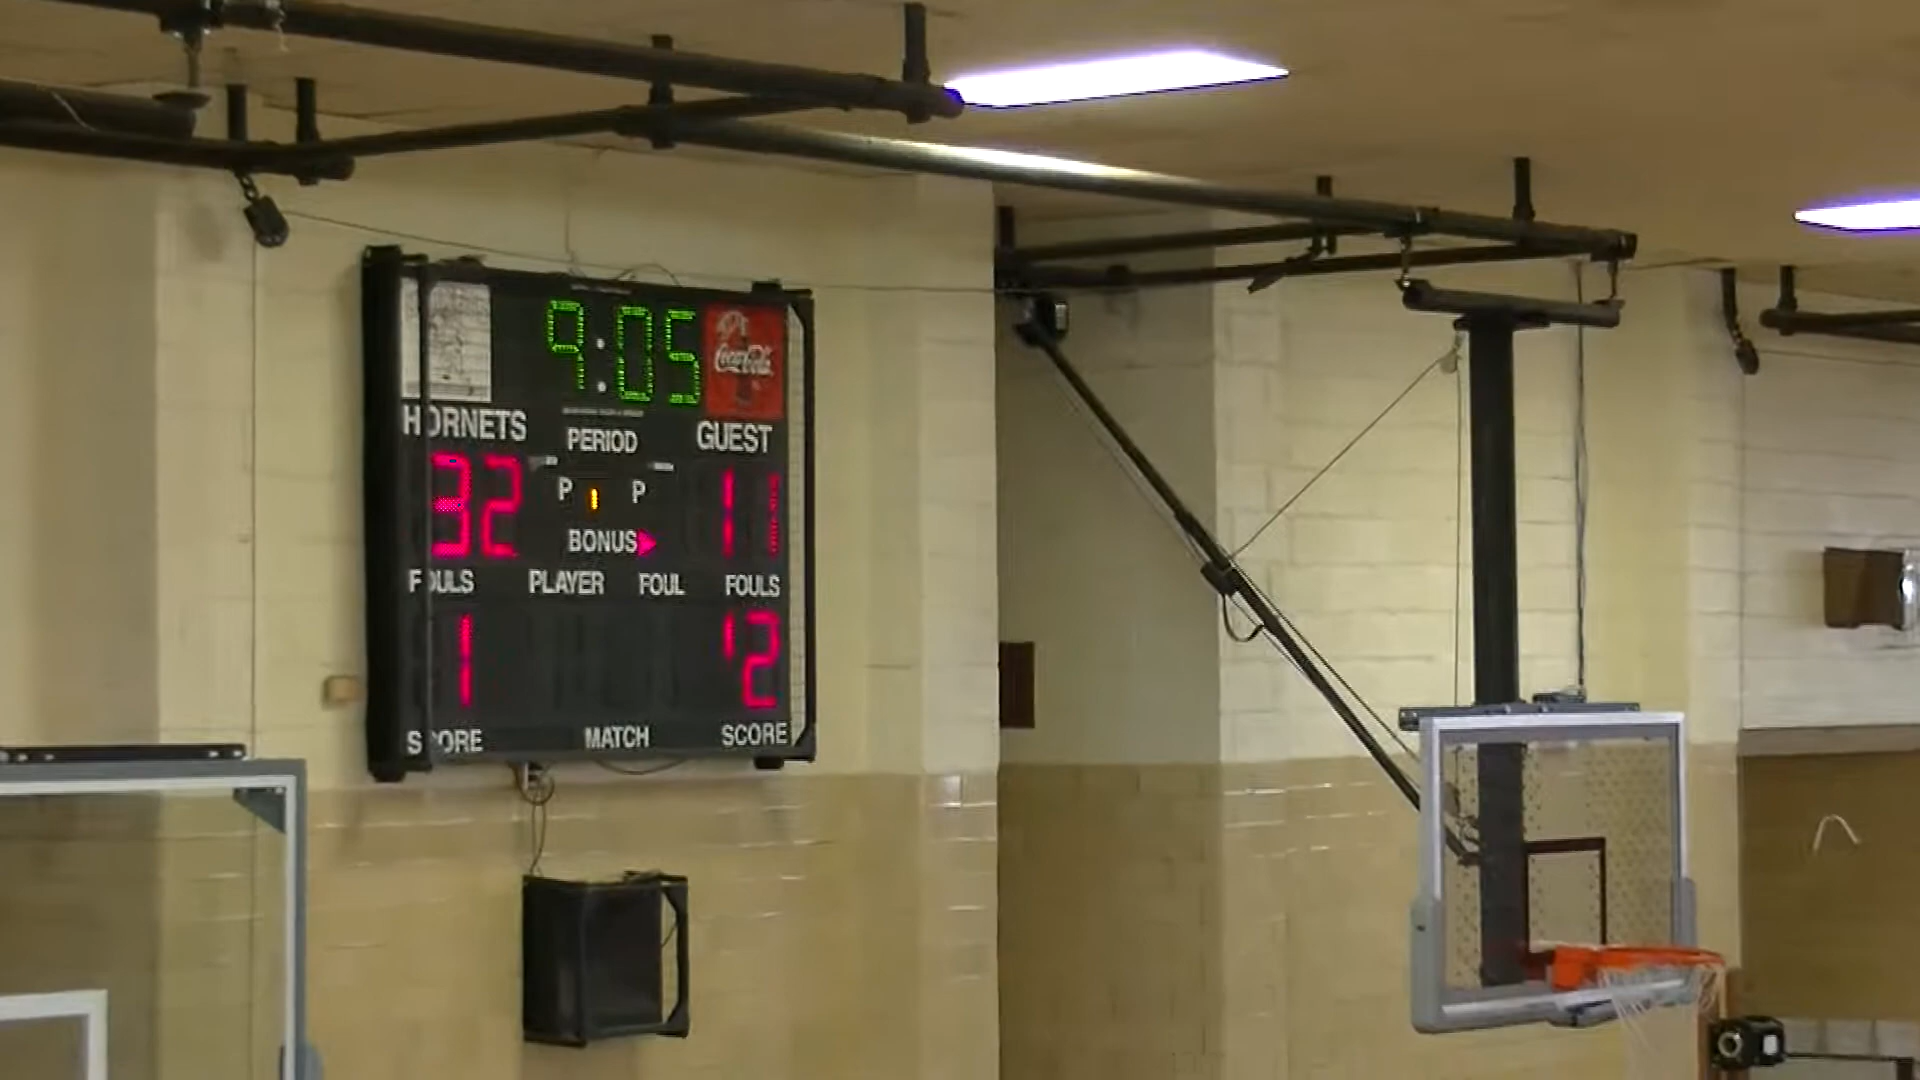 9:05
Coca-Cola
HORNETS PERIOD GUEST
32 P 1 P 11
BONUS
FOULS PLAYER FOUL FOULS
1 12
SCORE MATCH SCORE